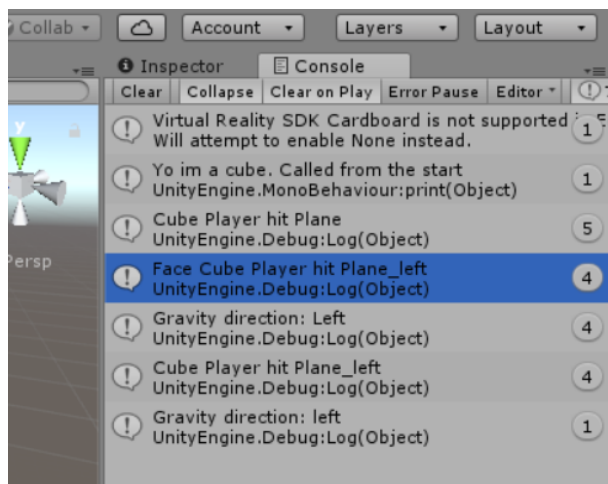 Collab
Account
Layers
Layout
Inspector
Console
Clear
Collapse
Clear on Play
Error Pause
Editor
y
Persp
Virtual Reality SDK Cardboard is not supported
Will attempt to enable None instead.
1
Yo im a cube. Called from the start
UnityEngine.MonoBehaviour:print(Object)
1
Cube Player hit Plane
UnityEngine.Debug:Log(Object)
5
Face Cube Player hit Plane_left
UnityEngine.Debug:Log(Object)
4
Gravity direction: Left
UnityEngine.Debug:Log(Object)
4
Cube Player hit Plane_left
UnityEngine.Debug:Log(Object)
4
Gravity direction: left
UnityEngine.Debug:Log(Object)
1